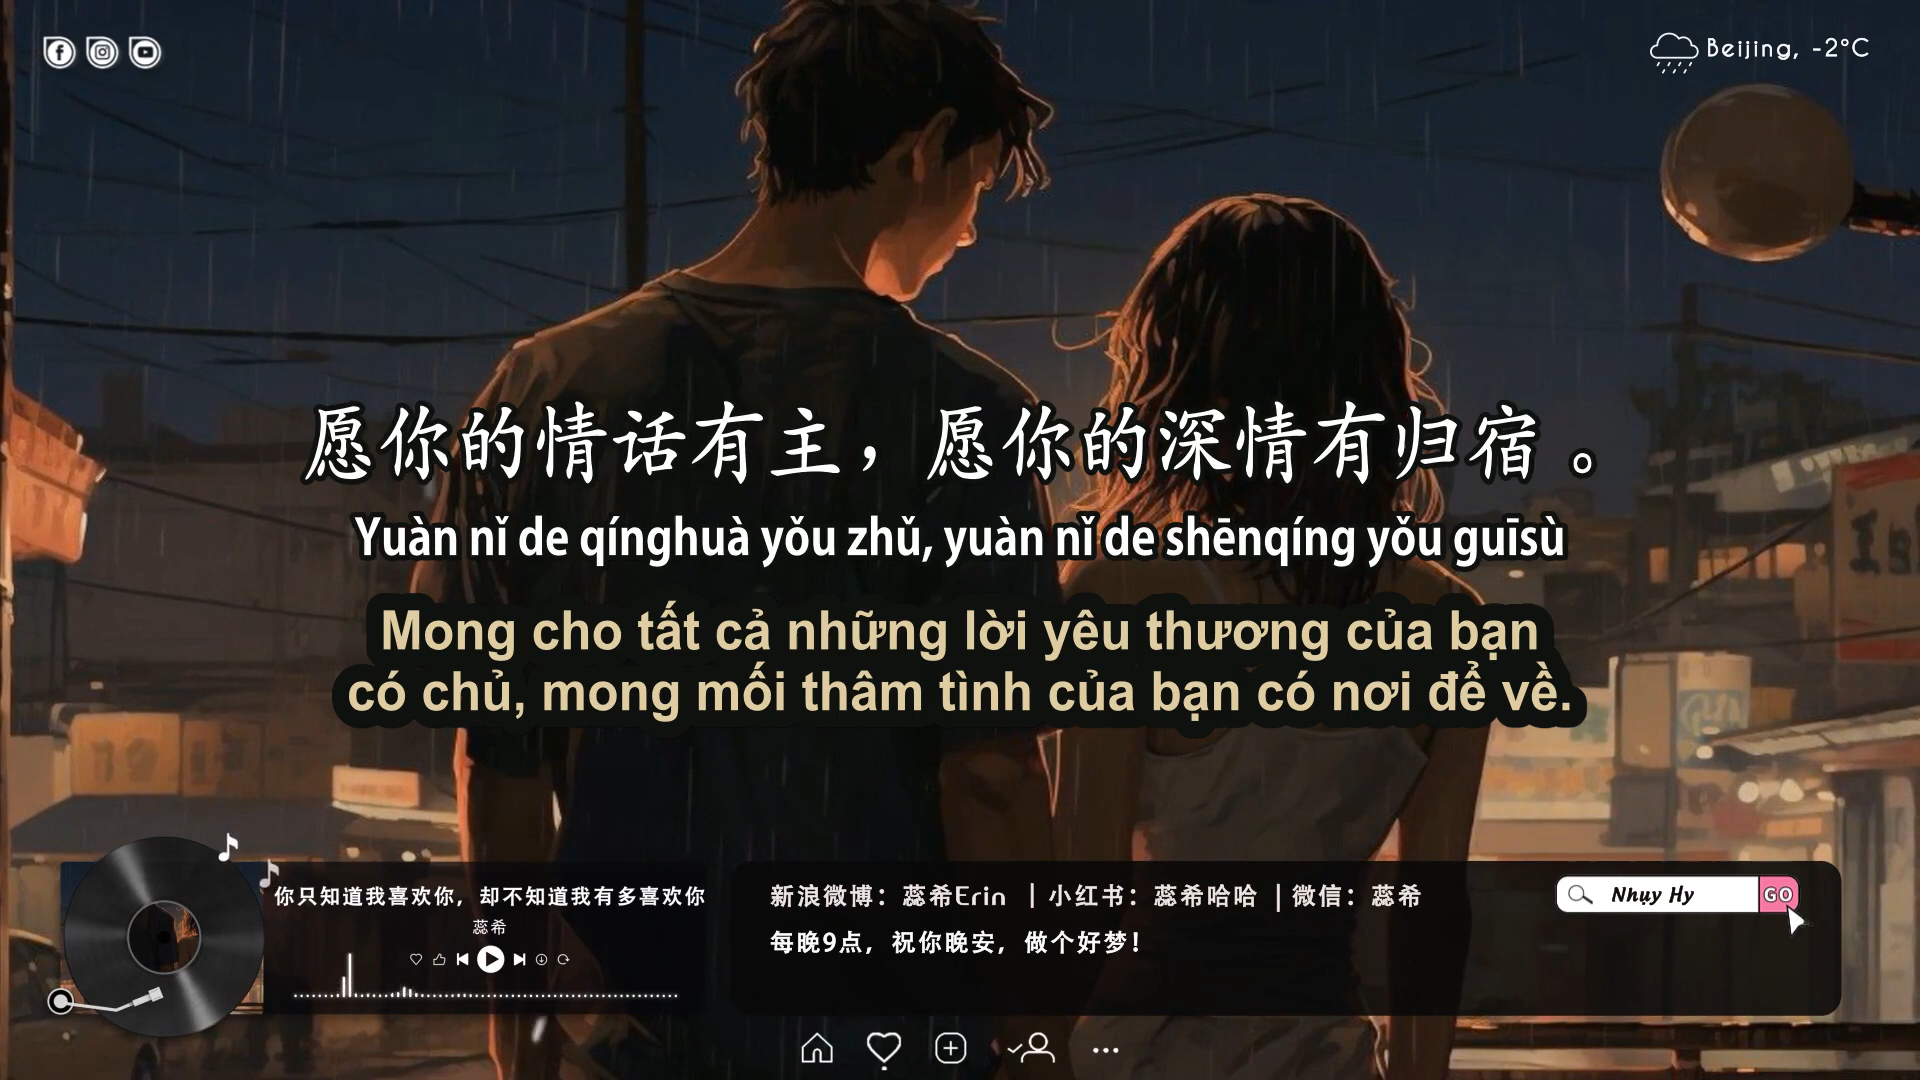 Beijing, -2°C
愿你的情话有主，愿你的深情有归宿 。
Yuàn nǐ de qínghuà yǒu zhǔ, yuàn nǐ de shēnqíng yǒu guīsù
Mong cho tất cả những lời yêu thương của bạn
có chủ, mong mối thâm tình của bạn có nơi để về.
你只知道我喜欢你，却不知道我有多喜欢你
蕊希
新浪微博：蕊希Erin ｜小红书：蕊希哈哈 ｜微信：蕊希
每晚9点，祝你晚安，做个好梦！
Nhụy Hy
GO